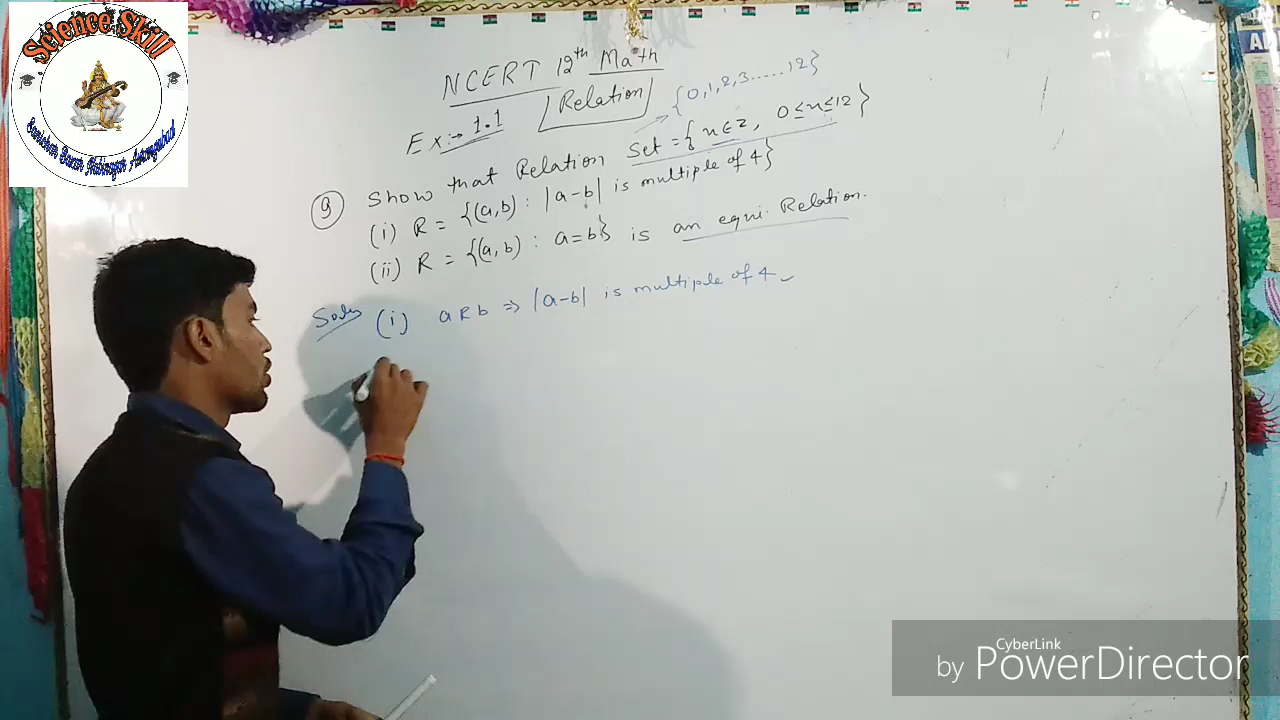 Science Skill
NCERT 12th Math
Relation
Ex:→ 1.1
{0,1,2,3.....12}
9 Show that Relation Set = {x∈z, 0≤x≤12}
(i) R = {(a,b) : |a-b| is multiple of 4}
(ii) R = {(a,b) : a=b} is an equi. Relation.
Soln (i) aRb ⇒ |a-b| is multiple of 4
CyberLink
by PowerDirector